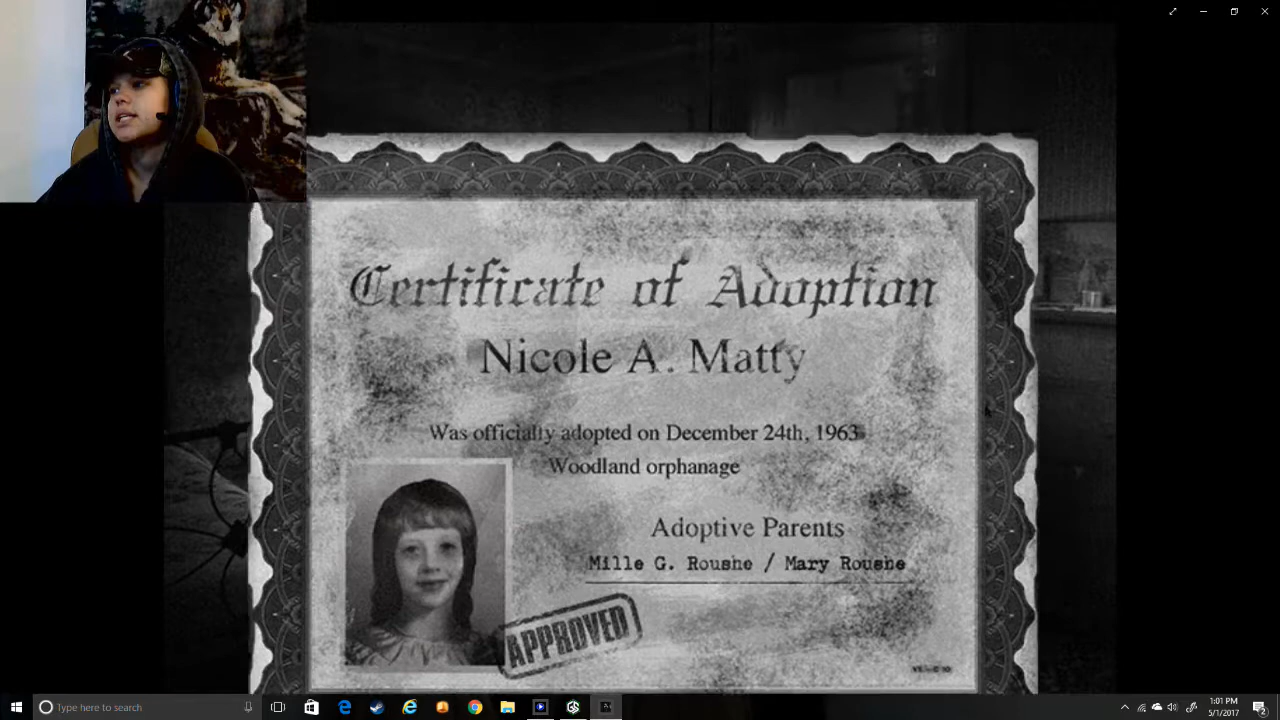 Certificate of Adoption
Nicole A. Matty
Was officially adopted on December 24th, 1963
Woodland orphanage
Adoptive Parents
Mille G. Roushe / Mary Roushe
APPROVED
Type here to search
1:01 PM
5/1/2017
2